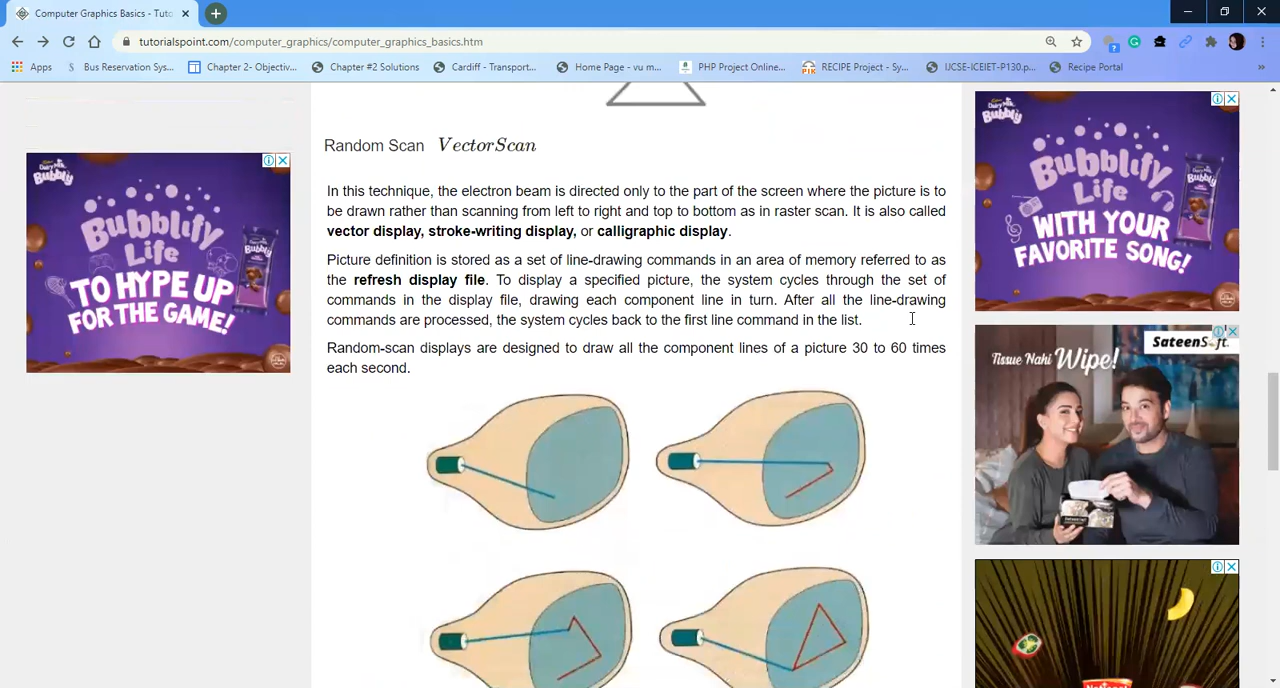 Computer Graphics Basics - Tuto
tutorialspoint.com/computer_graphics/computer_graphics_basics.htm
Apps
Bus Reservation Sys...
Chapter 2- Objectiv...
Chapter #2 Solutions
Cardiff - Transport...
Home Page - vu m...
PHP Project Online...
RECIPE Project - Sy...
IJCSE-ICEIET-P130.p...
Recipe Portal
Random Scan VectorScan
In this technique, the electron beam is directed only to the part of the screen where the picture is to
be drawn rather than scanning from left to right and top to bottom as in raster scan. It is also called
vector display, stroke-writing display, or calligraphic display.
Picture definition is stored as a set of line-drawing commands in an area of memory referred to as
the refresh display file. To display a specified picture, the system cycles through the set of
commands in the display file, drawing each component line in turn. After all the line-drawing
commands are processed, the system cycles back to the first line command in the list.
Random-scan displays are designed to draw all the component lines of a picture 30 to 60 times
each second.
Dairy Milk
Bubbly
Bubblify
Life
TO HYPE UP
FOR THE GAME!
Dairy Milk
Bubbly
Bubblify
Life
WITH YOUR
FAVORITE SONG!
SateenSoft.
Tissue Nahi Wipe!